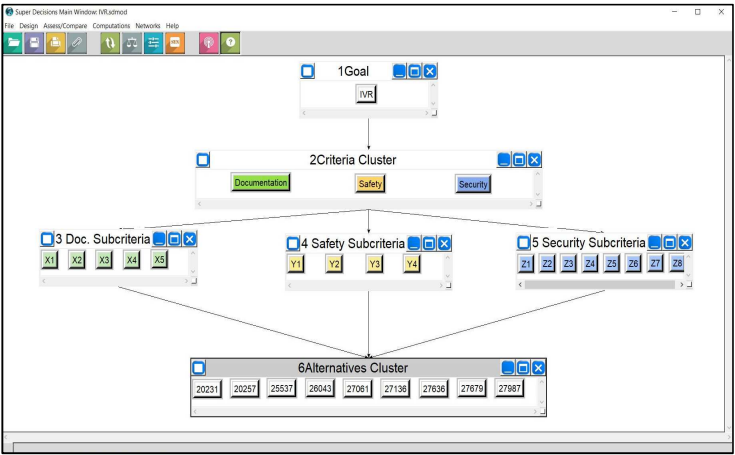 Super Decisions Main Window: IVR.sdmod
File Design Assess/Compare Computations Networks Help
1Goal
IVR
2Criteria Cluster
Documentation Safety Security
3 Doc. Subcriteria
X1 X2 X3 X4 X5
4 Safety Subcriteria
Y1 Y2 Y3 Y4
5 Security Subcriteria
Z1 Z2 Z3 Z4 Z5 Z6 Z7 Z8
6Alternatives Cluster
20231 20257 25537 26043 27061 27136 27636 27679 27987